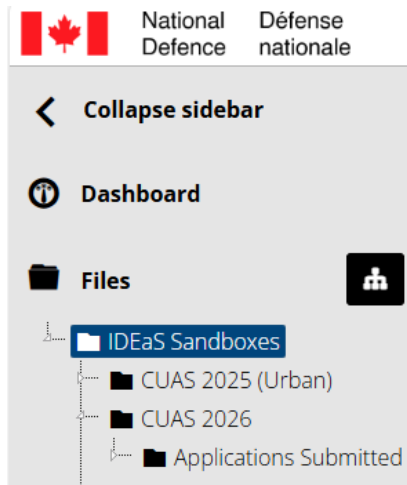 National Défense
Defence nationale
Collapse sidebar
Dashboard
Files
IDEaS Sandboxes
CUAS 2025 (Urban)
CUAS 2026
Applications Submitted